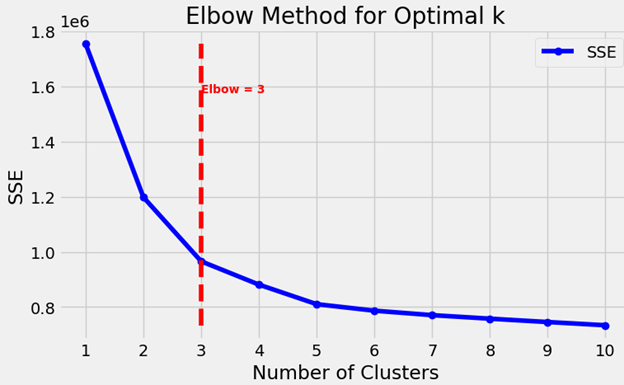 Elbow Method for Optimal k
1e6
1.8
1.6
1.4
1.2
1.0
0.8
SSE
Elbow = 3
SSE
1 2 3 4 5 6 7 8 9 10
Number of Clusters